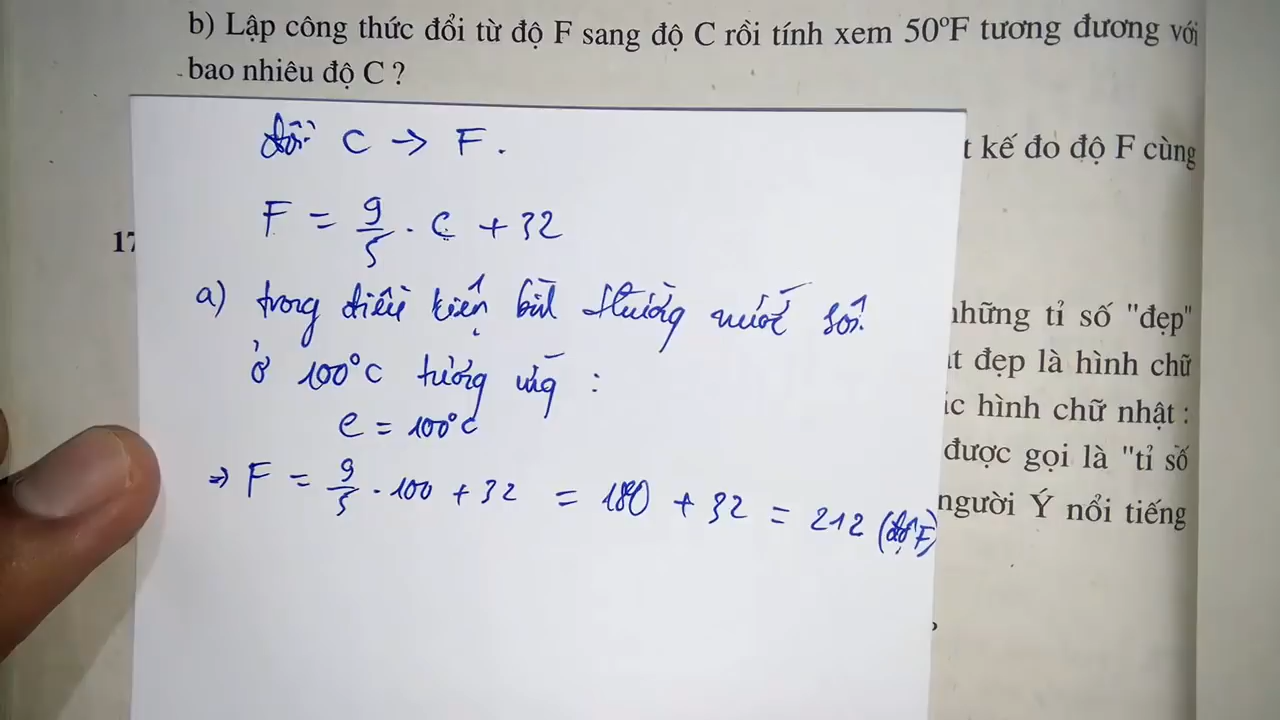 b) Lập công thức đổi từ độ F sang độ C rồi tính xem 50°F tương đương với
bao nhiêu độ C ?
đổi C → F.
t kế đo độ F cùng
F = 9/5 . C + 32
17
a) trong điều kiện bình thường nước sôi
những tỉ số "đẹp"
ở 100°C tương ứng :
ật đẹp là hình chữ
C = 100°C
ác hình chữ nhật :
được gọi là "tỉ số
⇒ F = 9/5 . 100 + 32 = 180 + 32 = 212 (độ F)
người Ý nổi tiếng